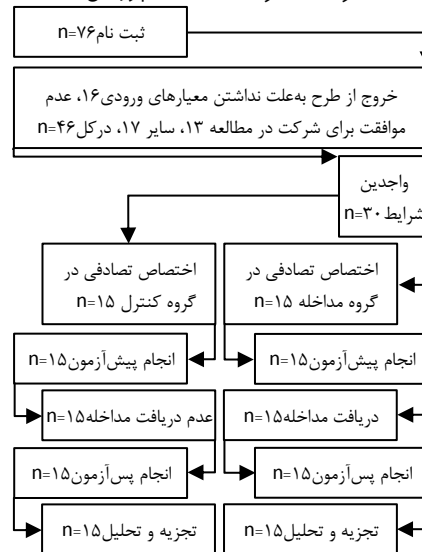 ثبت نام۷۶=n
خروج از طرح به‌علت نداشتن معیارهای ورودی۱۶، عدم
موافقت برای شرکت در مطالعه ۱۳، سایر ۱۷، درکل۴۶=n
واجدین
شرایط۳۰=n
اختصاص تصادفی در
گروه مداخله ۱۵=n
اختصاص تصادفی در
گروه کنترل ۱۵=n
انجام پیش‌آزمون۱۵=n
انجام پیش‌آزمون۱۵=n
دریافت مداخله۱۵=n
عدم دریافت مداخله۱۵=n
انجام پس‌آزمون۱۵=n
انجام پس‌آزمون۱۵=n
تجزیه و تحلیل۱۵=n
تجزیه و تحلیل۱۵=n